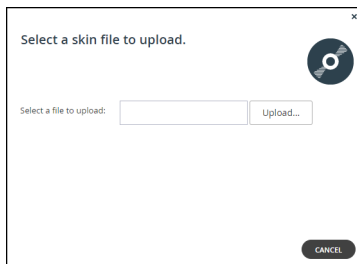 ×
Select a skin file to upload.
Select a file to upload:
Upload...
CANCEL